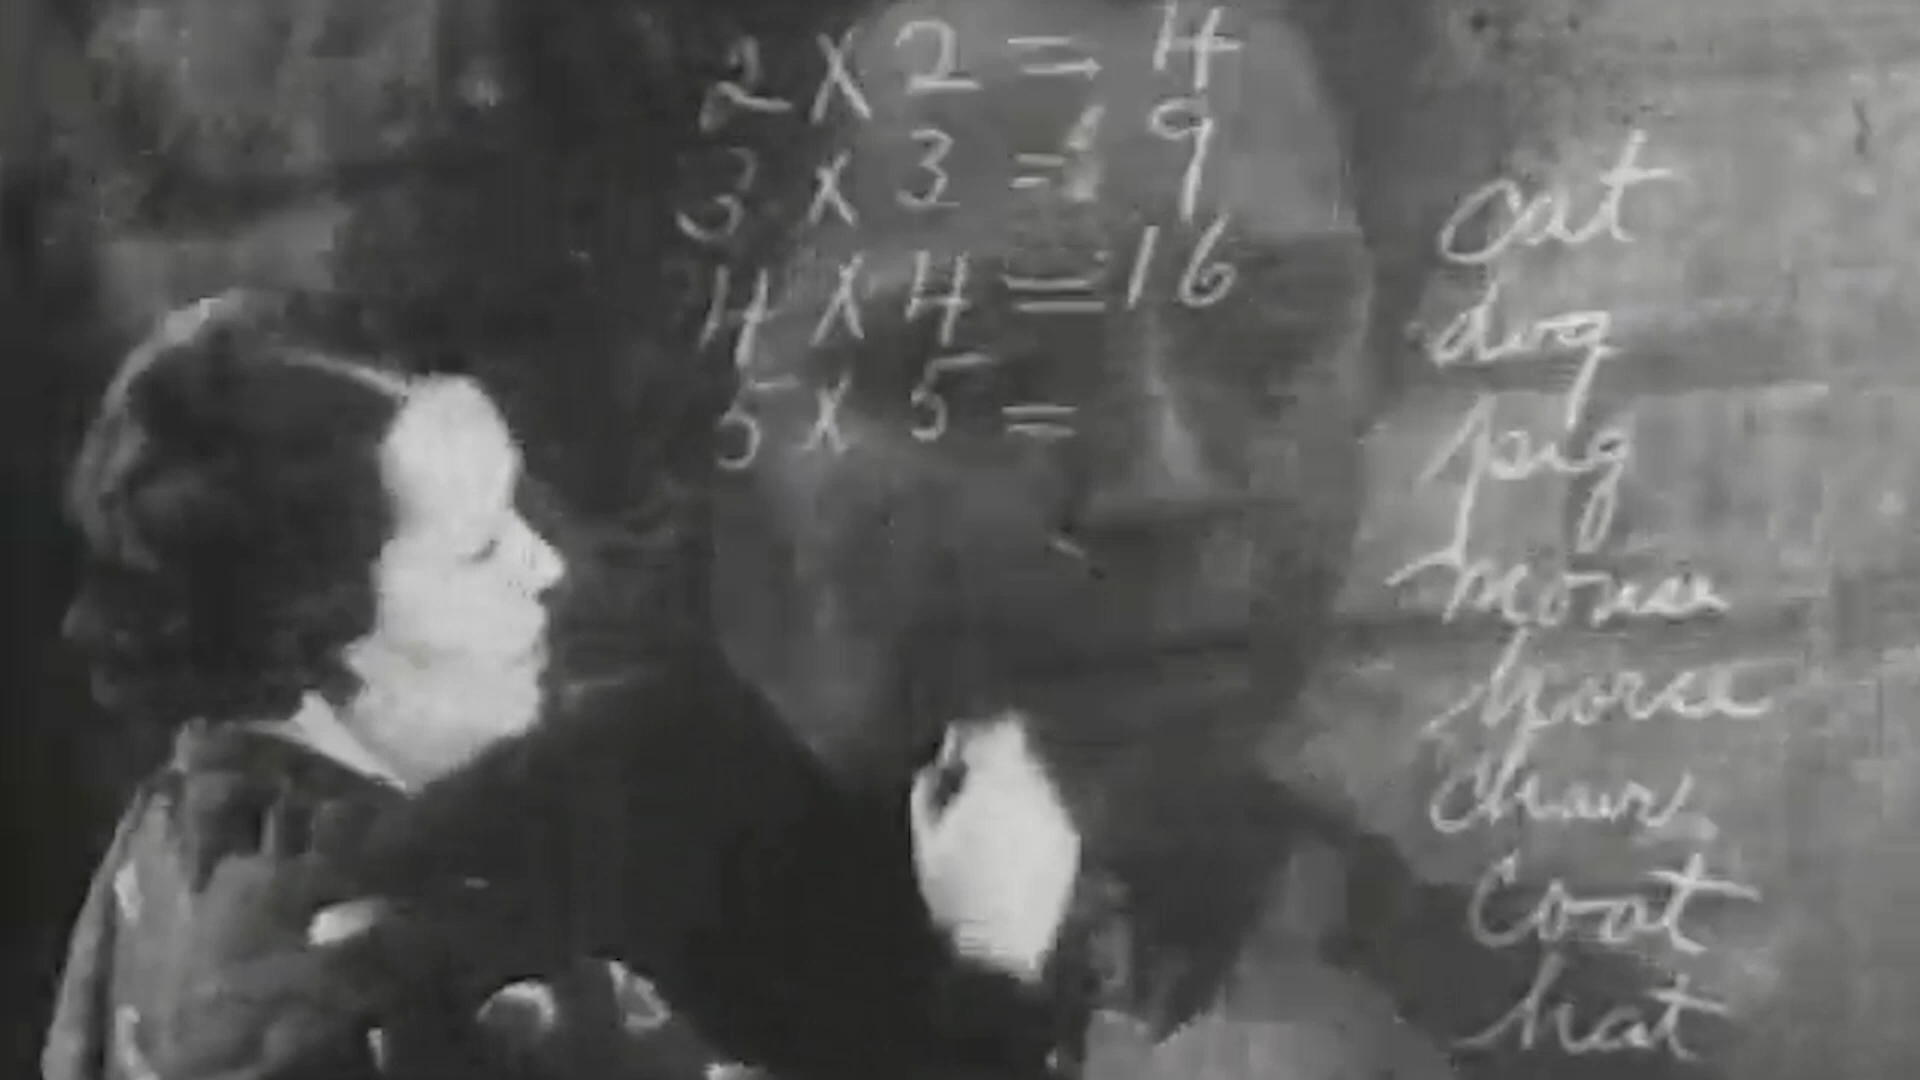 2 x 2 = 4
3 x 3 = 9
4 x 4 = 16
5 x 5 =
cat
dog
pig
horse
chair
coat
hat